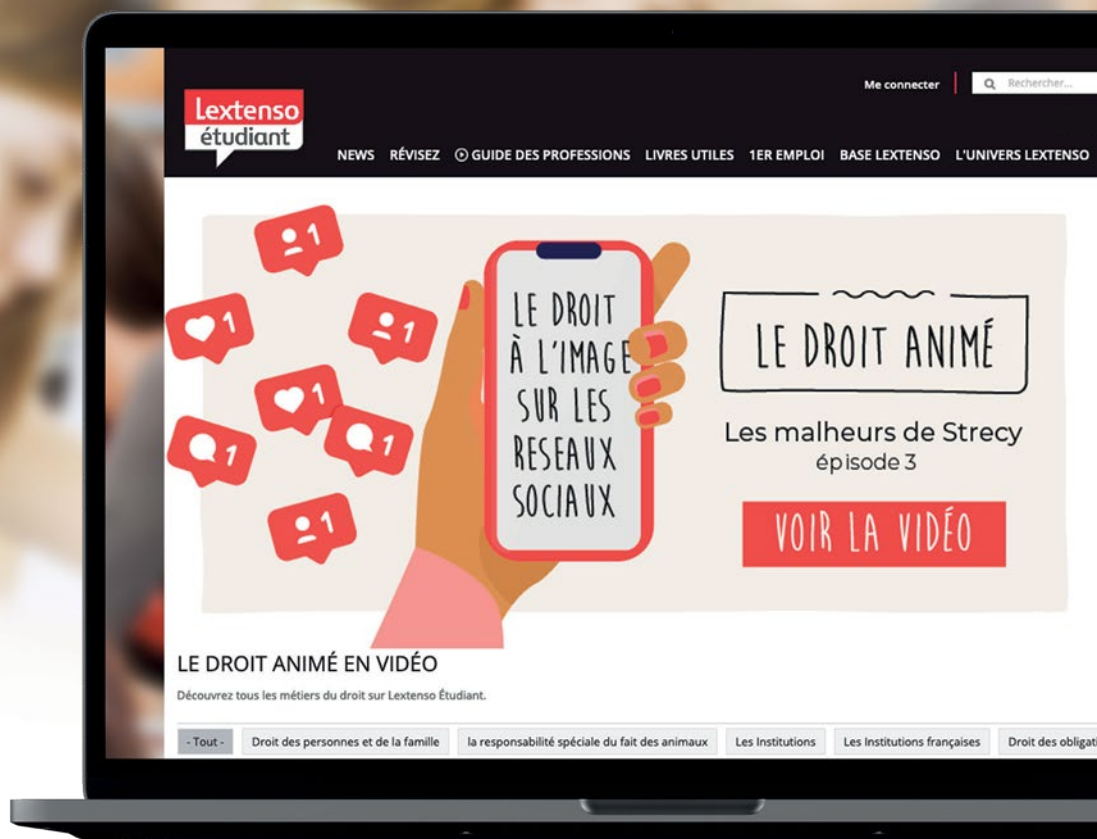 Me connecter
Rechercher...
Lextenso
étudiant
NEWS RÉVISEZ GUIDE DES PROFESSIONS LIVRES UTILES 1ER EMPLOI BASE LEXTENSO L'UNIVERS LEXTENSO
1
1
1
1
1
1
1
LE DROIT
À L'IMAGE
SUR LES
RESEAUX
SOCIAUX
LE DROIT ANIMÉ
Les malheurs de Strecy
épisode 3
VOIR LA VIDÉO
LE DROIT ANIMÉ EN VIDÉO
Découvrez tous les métiers du droit sur Lextenso Étudiant.
- Tout - Droit des personnes et de la famille la responsabilité spéciale du fait des animaux Les Institutions Les Institutions françaises Droit des obligati